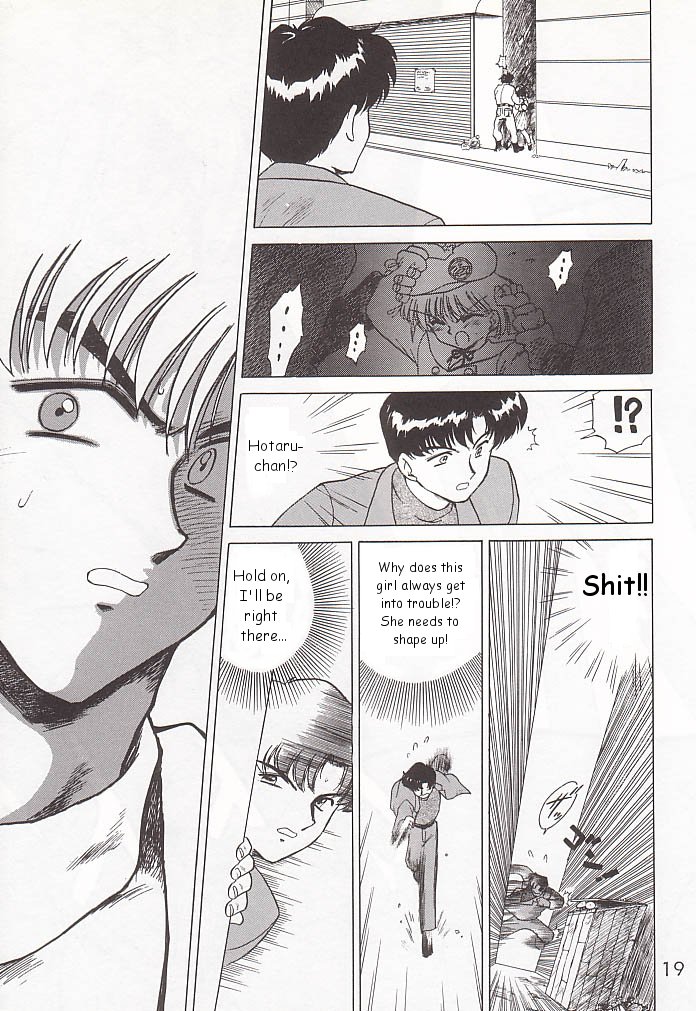 !?
Hotaru-
chan!?
Shit!!
Why does this
girl always get
into trouble!?
She needs to
shape up!
Hold on,
I'll be
right
there...
19